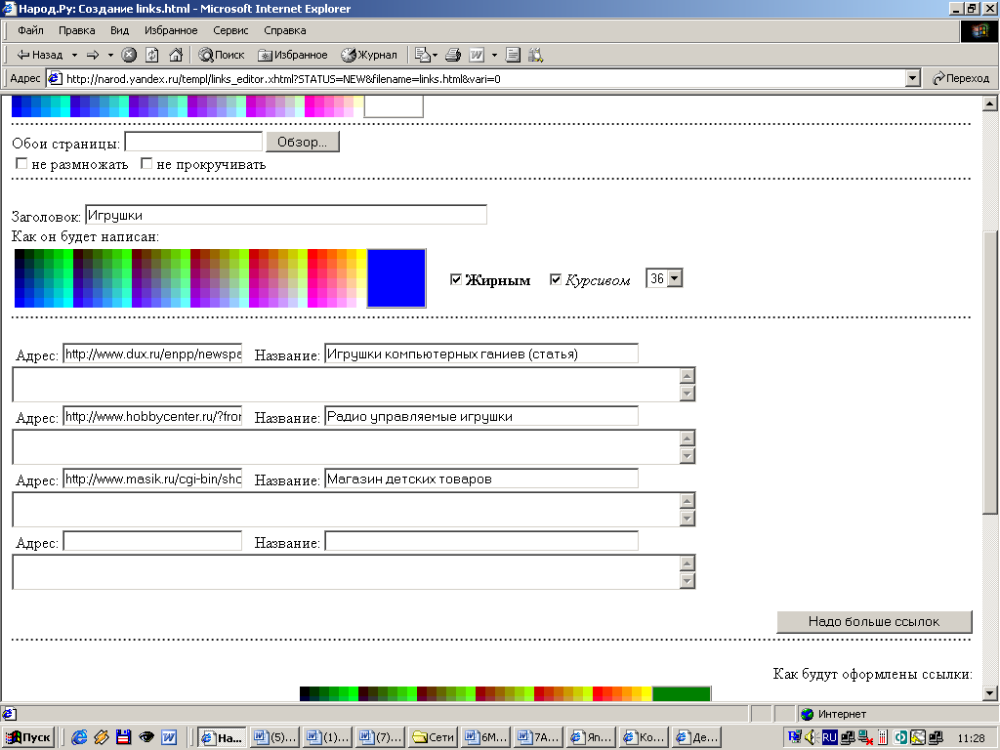 Народ.Ру: Создание links.html - Microsoft Internet Explorer
Файл Правка Вид Избранное Сервис Справка
Назад Поиск Избранное Журнал
Адрес http://narod.yandex.ru/templ/links_editor.xhtml?STATUS=NEW&filename=links.html&vari=0 Переход
Обои страницы: Обзор...
не размножать не прокручивать
Заголовок: Игрушки
Как он будет написан:
Жирным Курсивом 36
Адрес: http://www.dux.ru/enpp/newspa Название: Игрушки компьютерных ганиев (статья)
Адрес: http://www.hobbycenter.ru/?fror Название: Радио управляемые игрушки
Адрес: http://www.masik.ru/cgi-bin/sho Название: Магазин детских товаров
Адрес: Название:
Надо больше ссылок
Как будут оформлены ссылки:
Интернет
Пуск На... (5)... (1)... (7)... Сети 6М... 7А... Яп... Ко... Де... RU 11:28